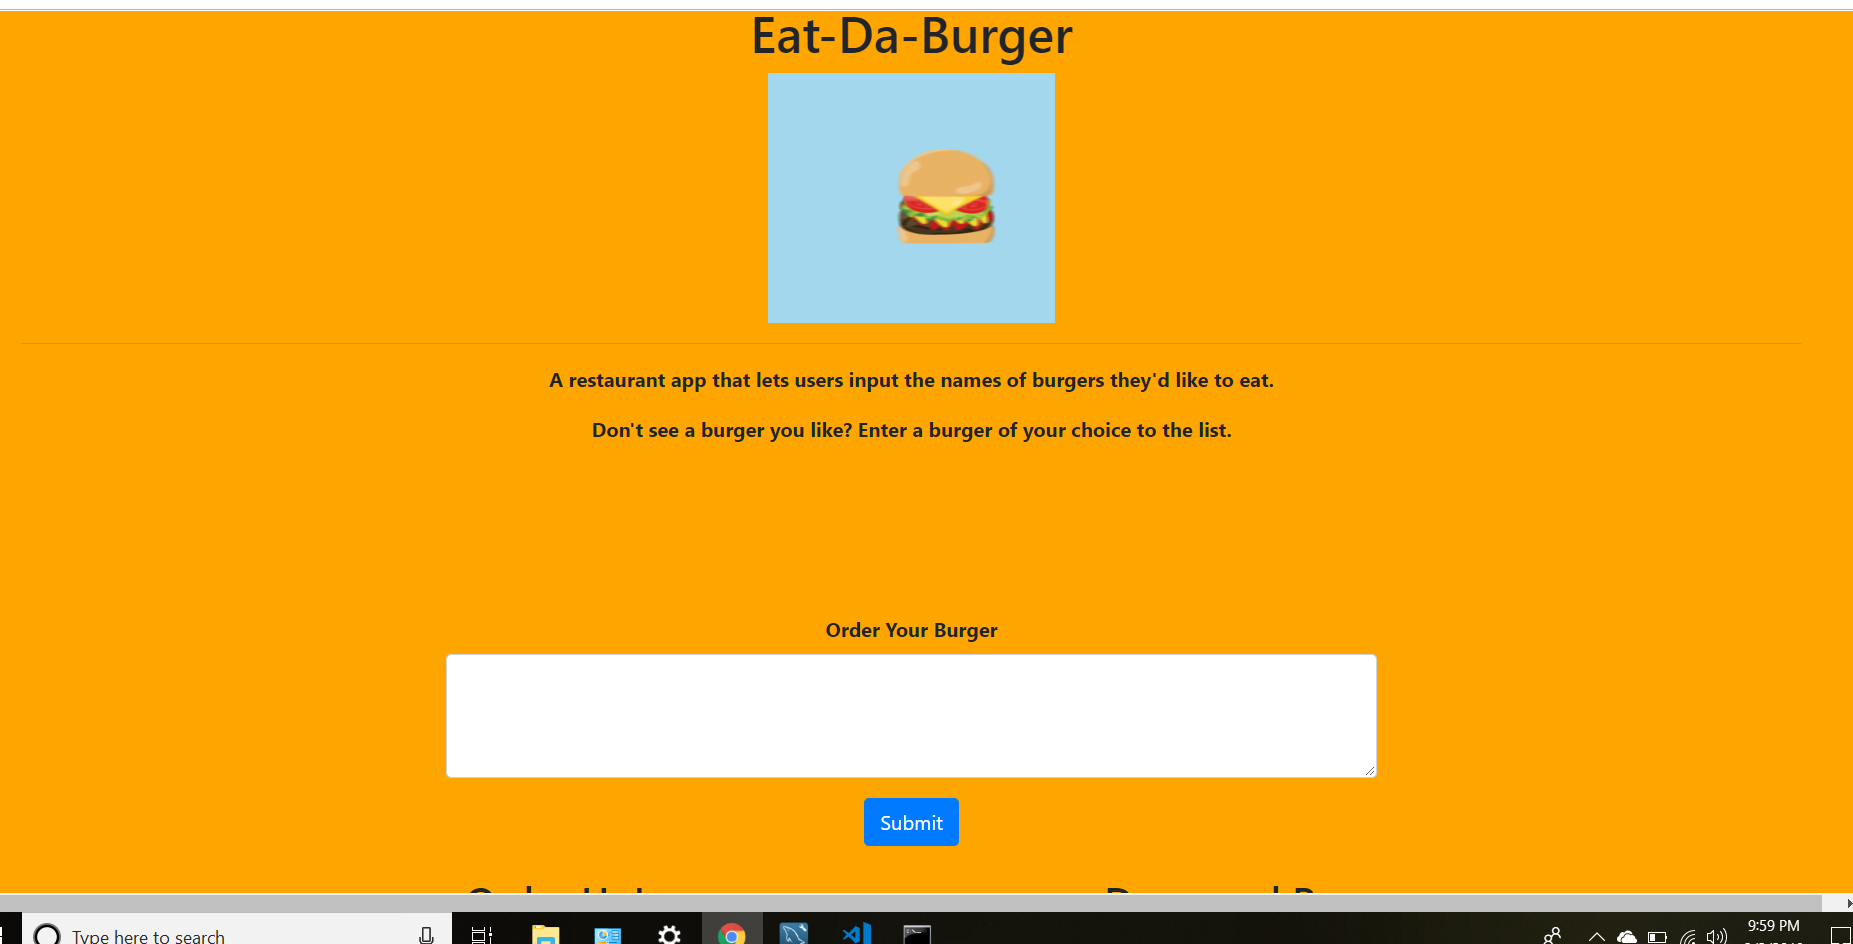 Eat-Da-Burger
A restaurant app that lets users input the names of burgers they'd like to eat.
Don't see a burger you like? Enter a burger of your choice to the list.
Order Your Burger
Submit
Type here to search
9:59 PM